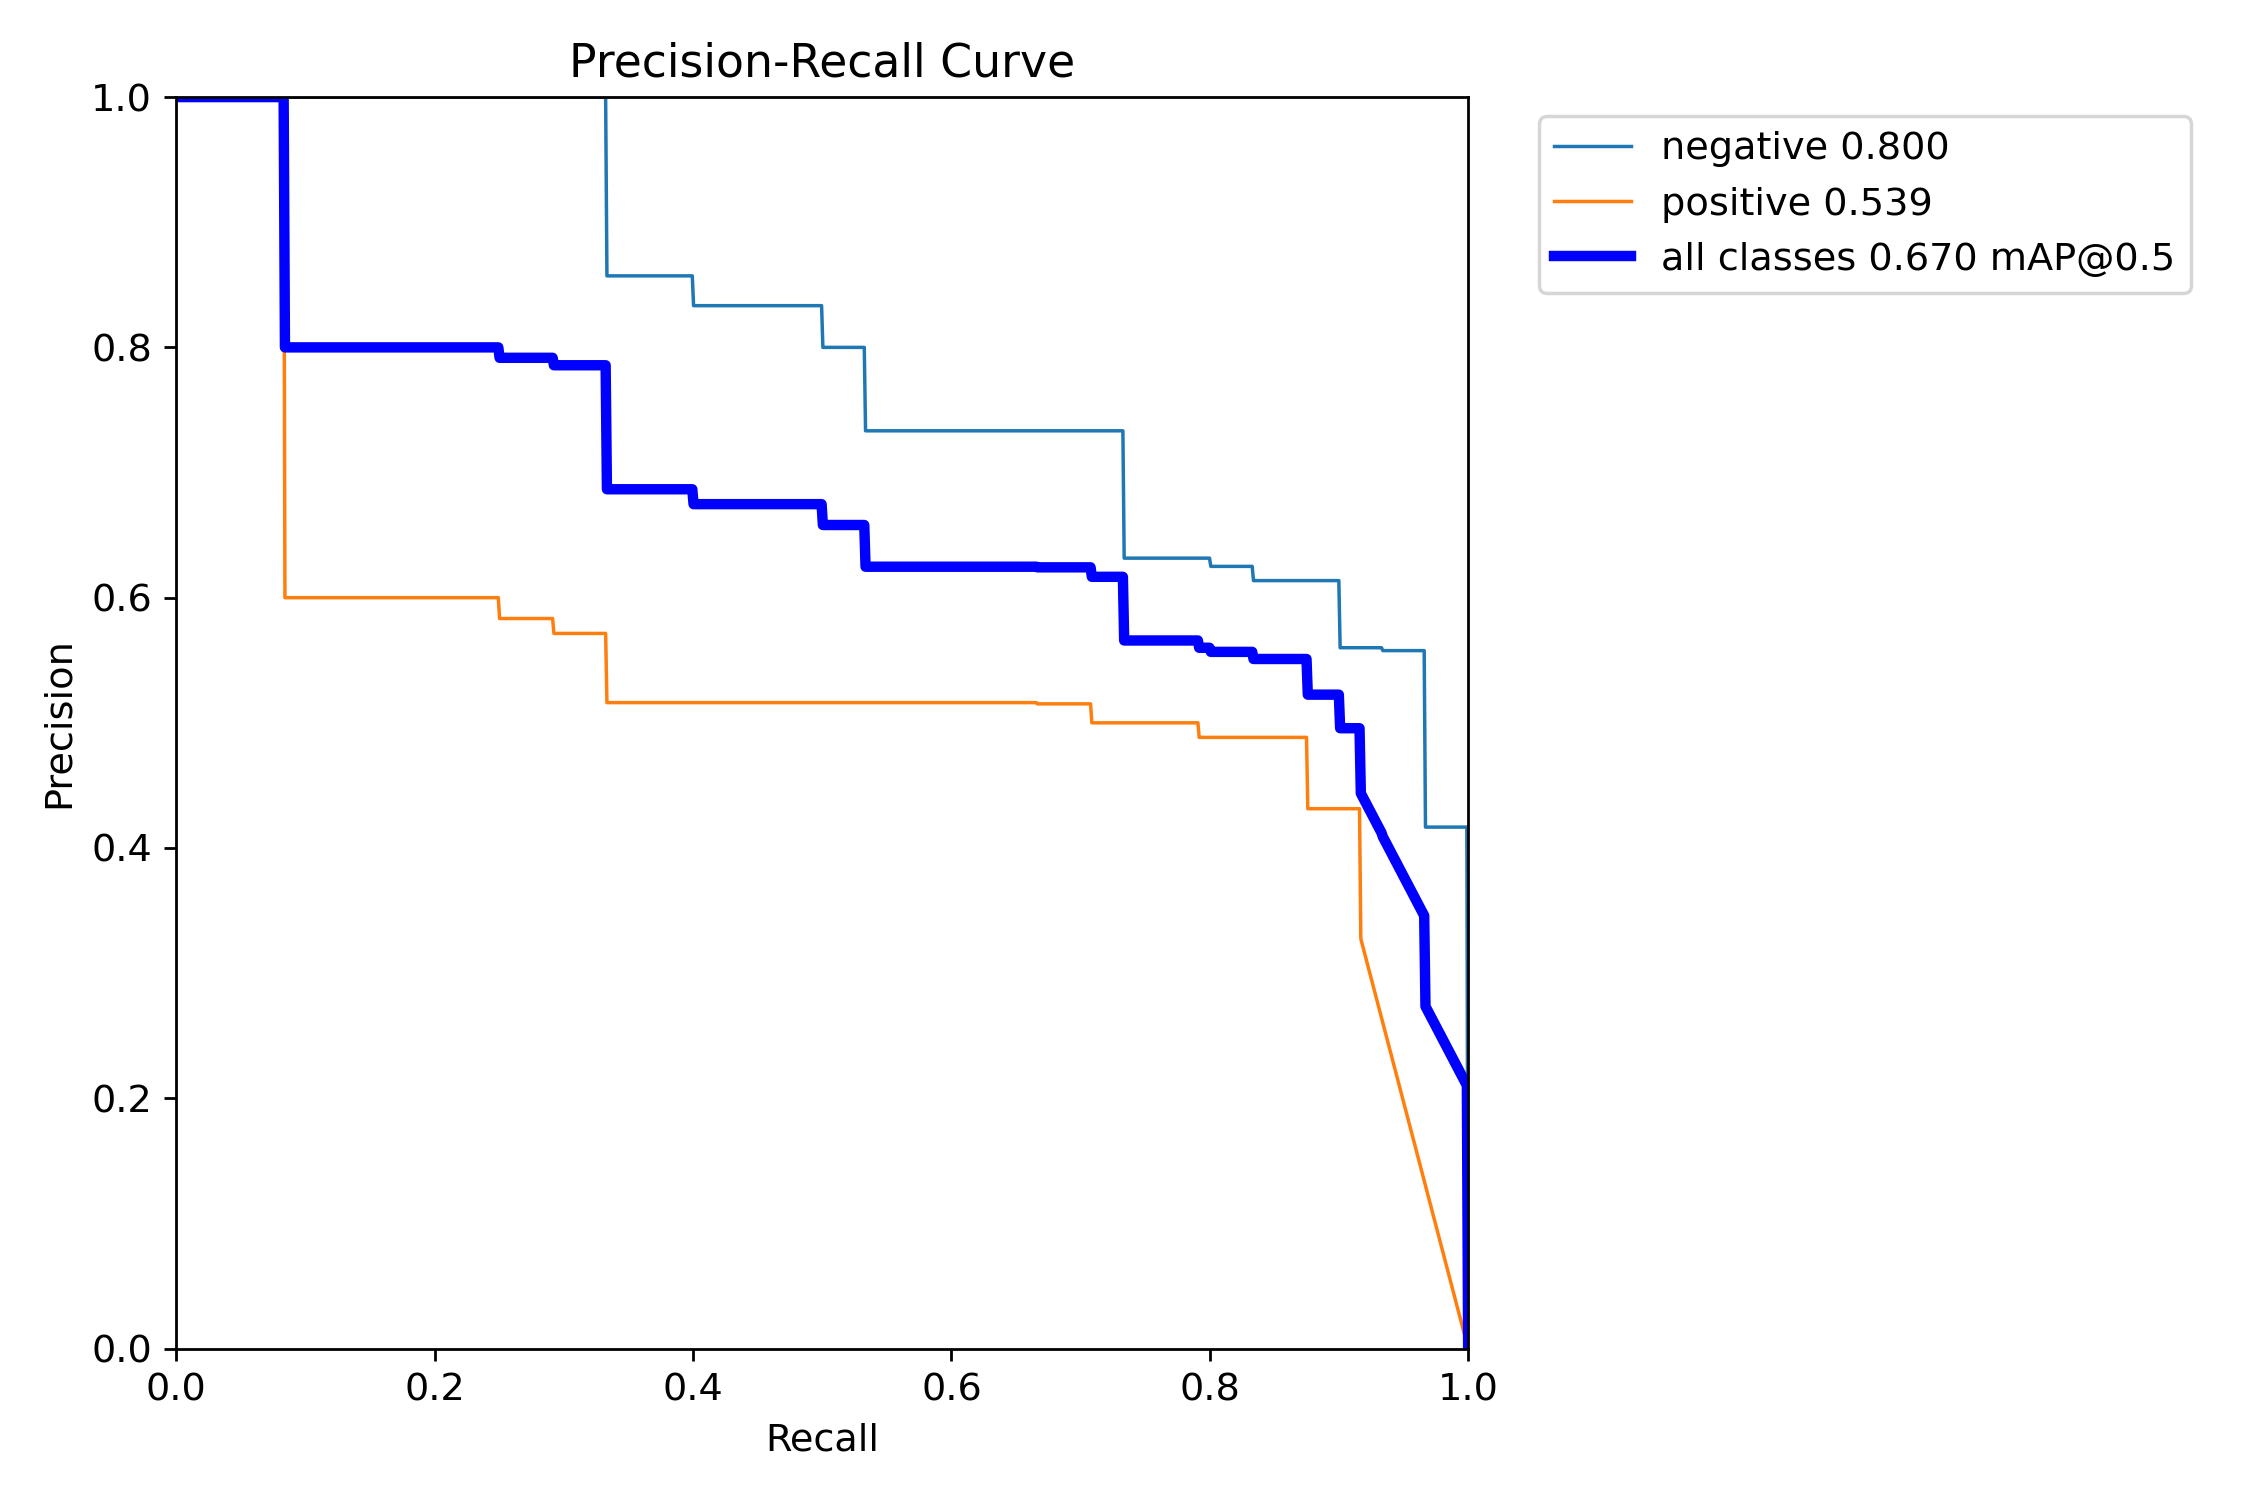 Precision-Recall Curve
1.0
0.8
0.6
0.4
0.2
0.0
Precision
0.0 0.2 0.4 0.6 0.8 1.0
Recall
negative 0.800
positive 0.539
all classes 0.670 mAP@0.5